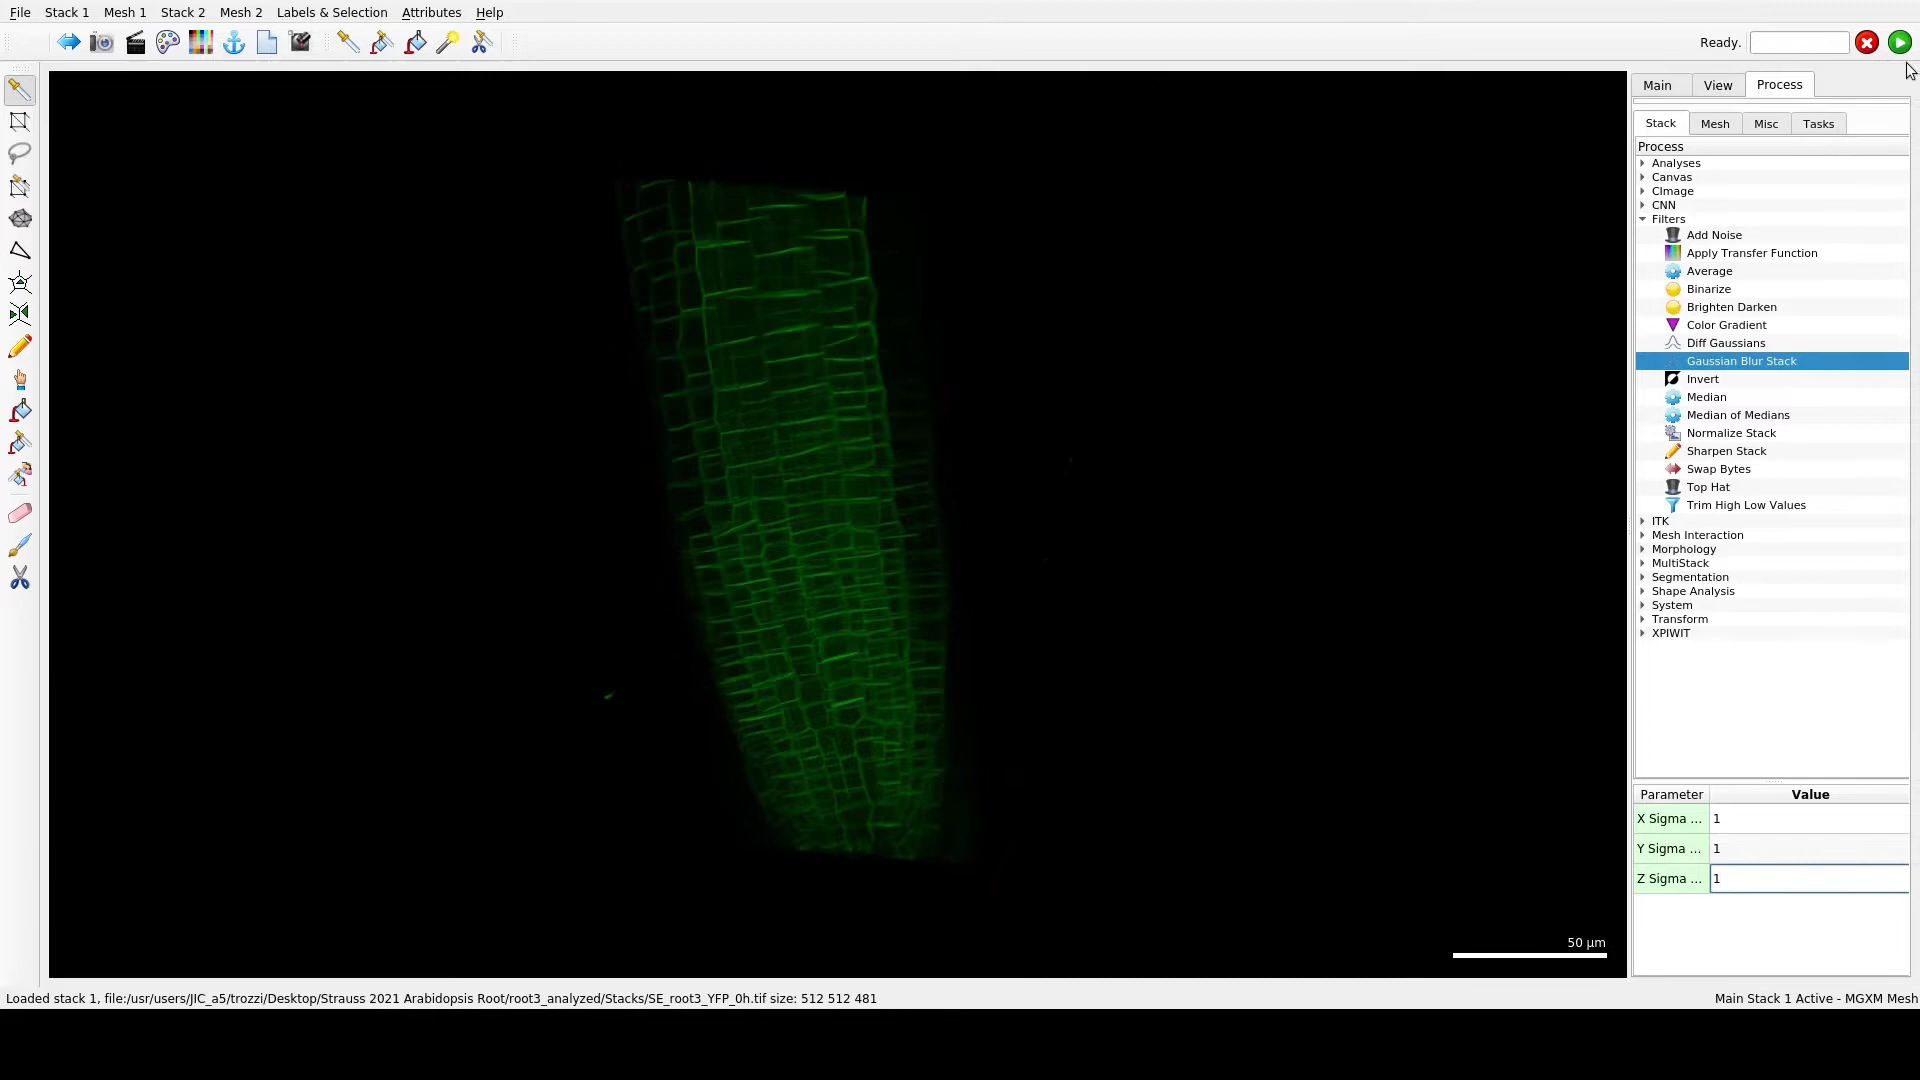 File Stack 1 Mesh 1 Stack 2 Mesh 2 Labels & Selection Attributes Help
Ready.
Main View Process
Stack Mesh Misc Tasks
Process
Analyses
Canvas
CImage
CNN
Filters
Add Noise
Apply Transfer Function
Average
Binarize
Brighten Darken
Color Gradient
Diff Gaussians
Gaussian Blur Stack
Invert
Median
Median of Medians
Normalize Stack
Sharpen Stack
Swap Bytes
Top Hat
Trim High Low Values
ITK
Mesh Interaction
Morphology
MultiStack
Segmentation
Shape Analysis
System
Transform
XPIWIT
Parameter Value
X Sigma ... 1
Y Sigma ... 1
Z Sigma ... 1
50 µm
Loaded stack 1, file:/usr/users/JIC_a5/trozzi/Desktop/Strauss 2021 Arabidopsis Root/root3_analyzed/Stacks/SE_root3_YFP_0h.tif size: 512 512 481
Main Stack 1 Active - MGXM Mesh